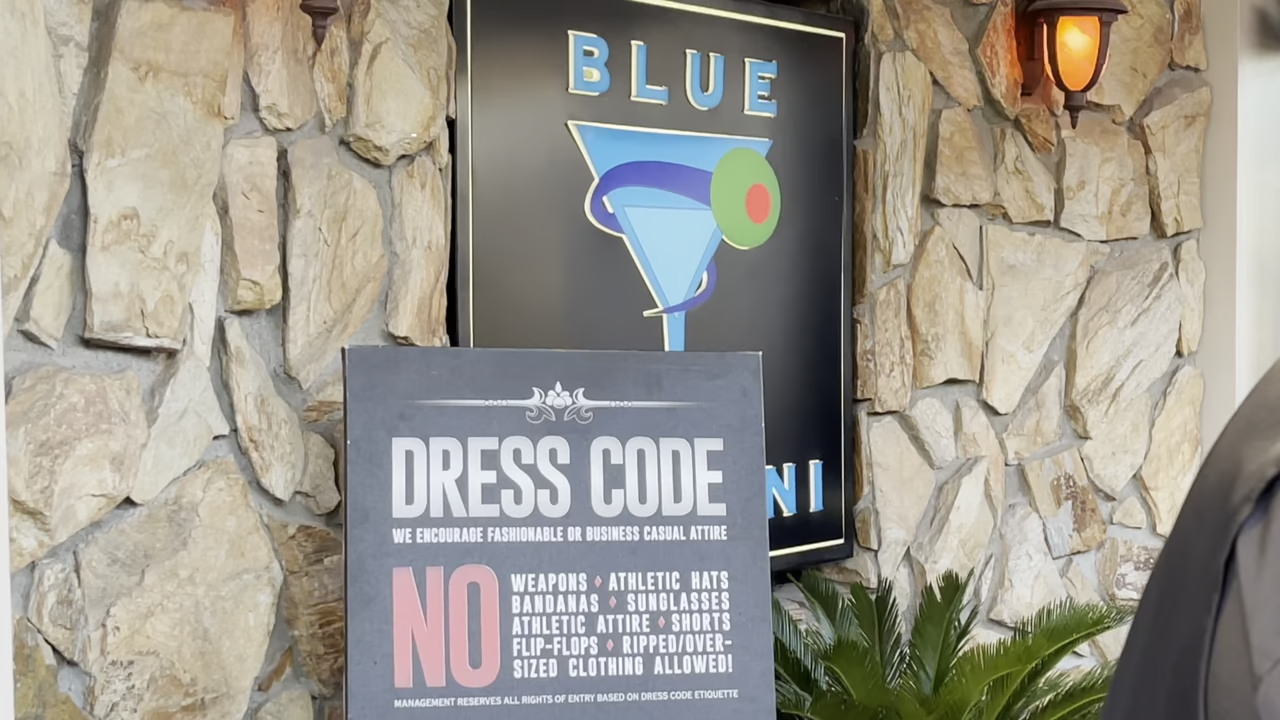 BLUE
NI
DRESS CODE
WE ENCOURAGE FASHIONABLE OR BUSINESS CASUAL ATTIRE
NO
WEAPONS ♦ ATHLETIC HATS
BANDANAS ♦ SUNGLASSES
ATHLETIC ATTIRE ♦ SHORTS
FLIP-FLOPS ♦ RIPPED/OVER-
SIZED CLOTHING ALLOWED!
MANAGEMENT RESERVES ALL RIGHTS OF ENTRY BASED ON DRESS CODE ETIQUETTE